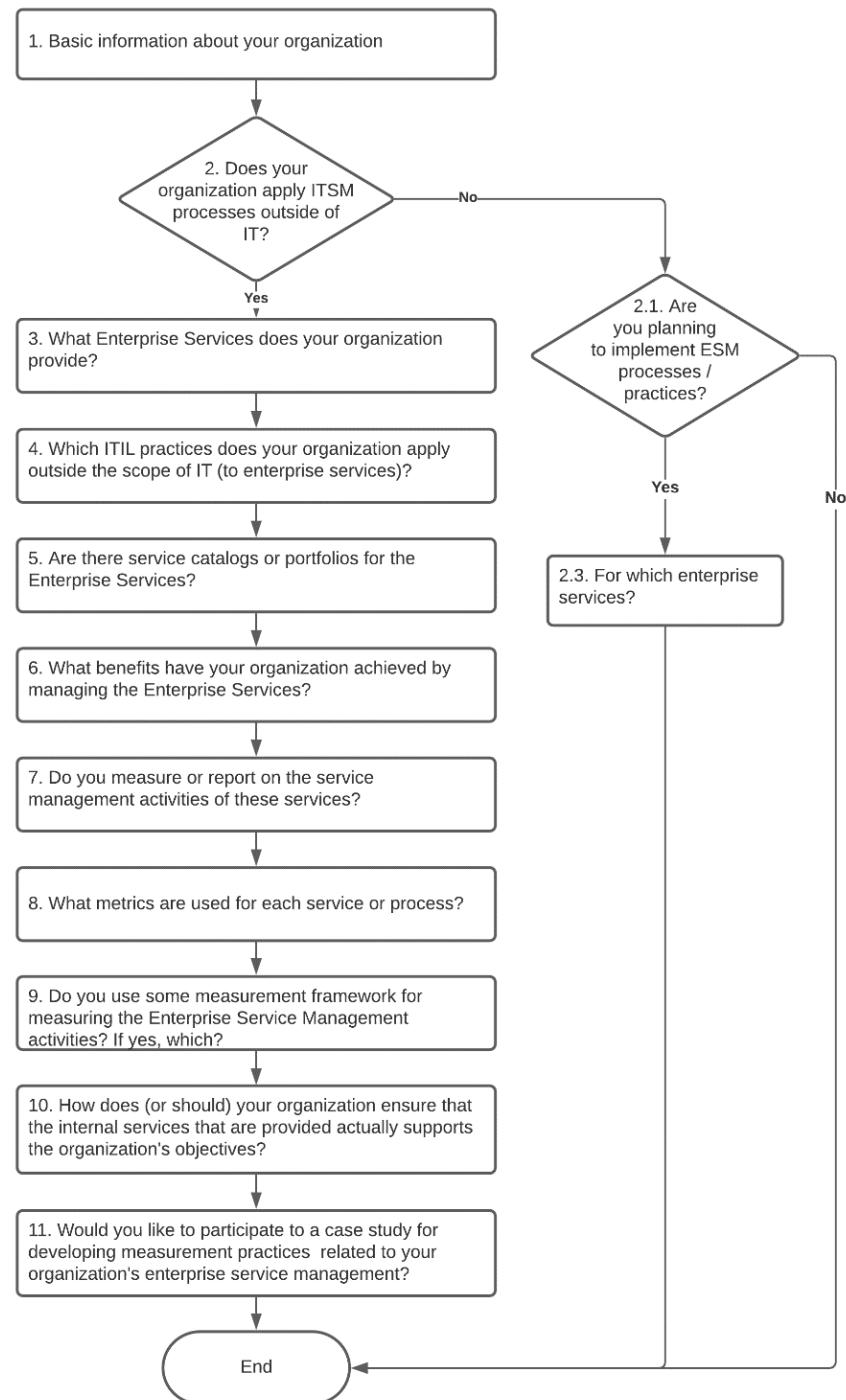 1. Basic information about your organization
2. Does your
organization apply ITSM
processes outside of
IT?
No
Yes
2.1. Are
you planning
to implement ESM
processes /
practices?
3. What Enterprise Services does your organization
provide?
4. Which ITIL practices does your organization apply
outside the scope of IT (to enterprise services)?
Yes
No
5. Are there service catalogs or portfolios for the
Enterprise Services?
2.3. For which enterprise
services?
6. What benefits have your organization achieved by
managing the Enterprise Services?
7. Do you measure or report on the service
management activities of these services?
8. What metrics are used for each service or process?
9. Do you use some measurement framework for
measuring the Enterprise Service Management
activities? If yes, which?
10. How does (or should) your organization ensure that
the internal services that are provided actually supports
the organization's objectives?
11. Would you like to participate to a case study for
developing measurement practices  related to your
organization's enterprise service management?
End